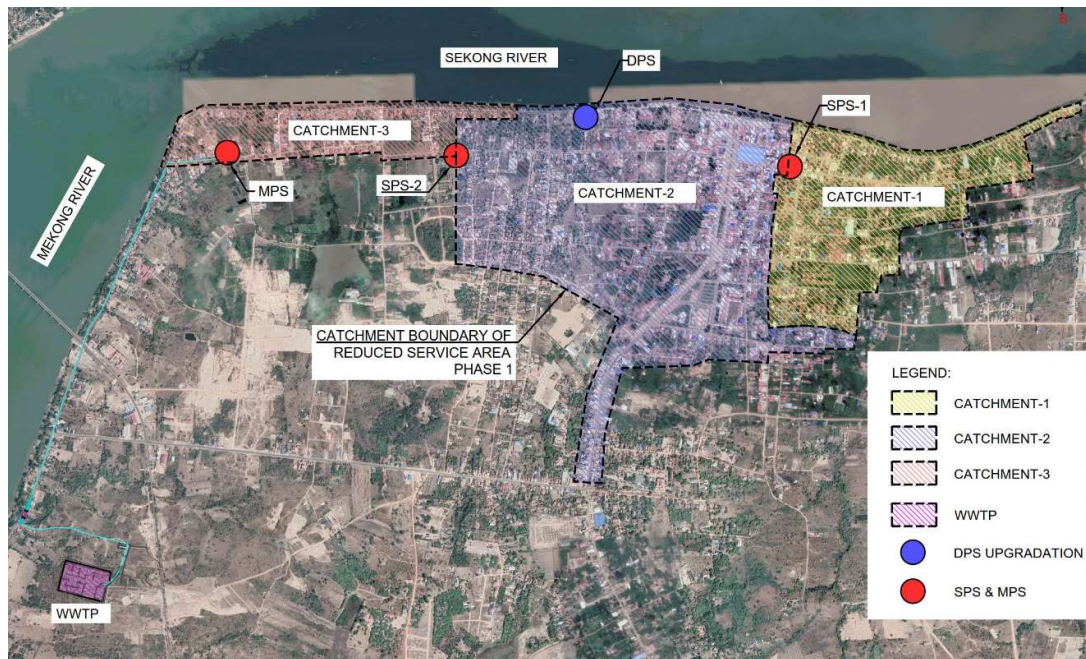 SEKONG RIVER
DPS
SPS-1
CATCHMENT-3
SPS-2
MPS
CATCHMENT-2
CATCHMENT-1
MEKONG RIVER
CATCHMENT BOUNDARY OF
REDUCED SERVICE AREA
PHASE 1
WWTP
LEGEND:
CATCHMENT-1
CATCHMENT-2
CATCHMENT-3
WWTP
DPS UPGRADATION
SPS & MPS